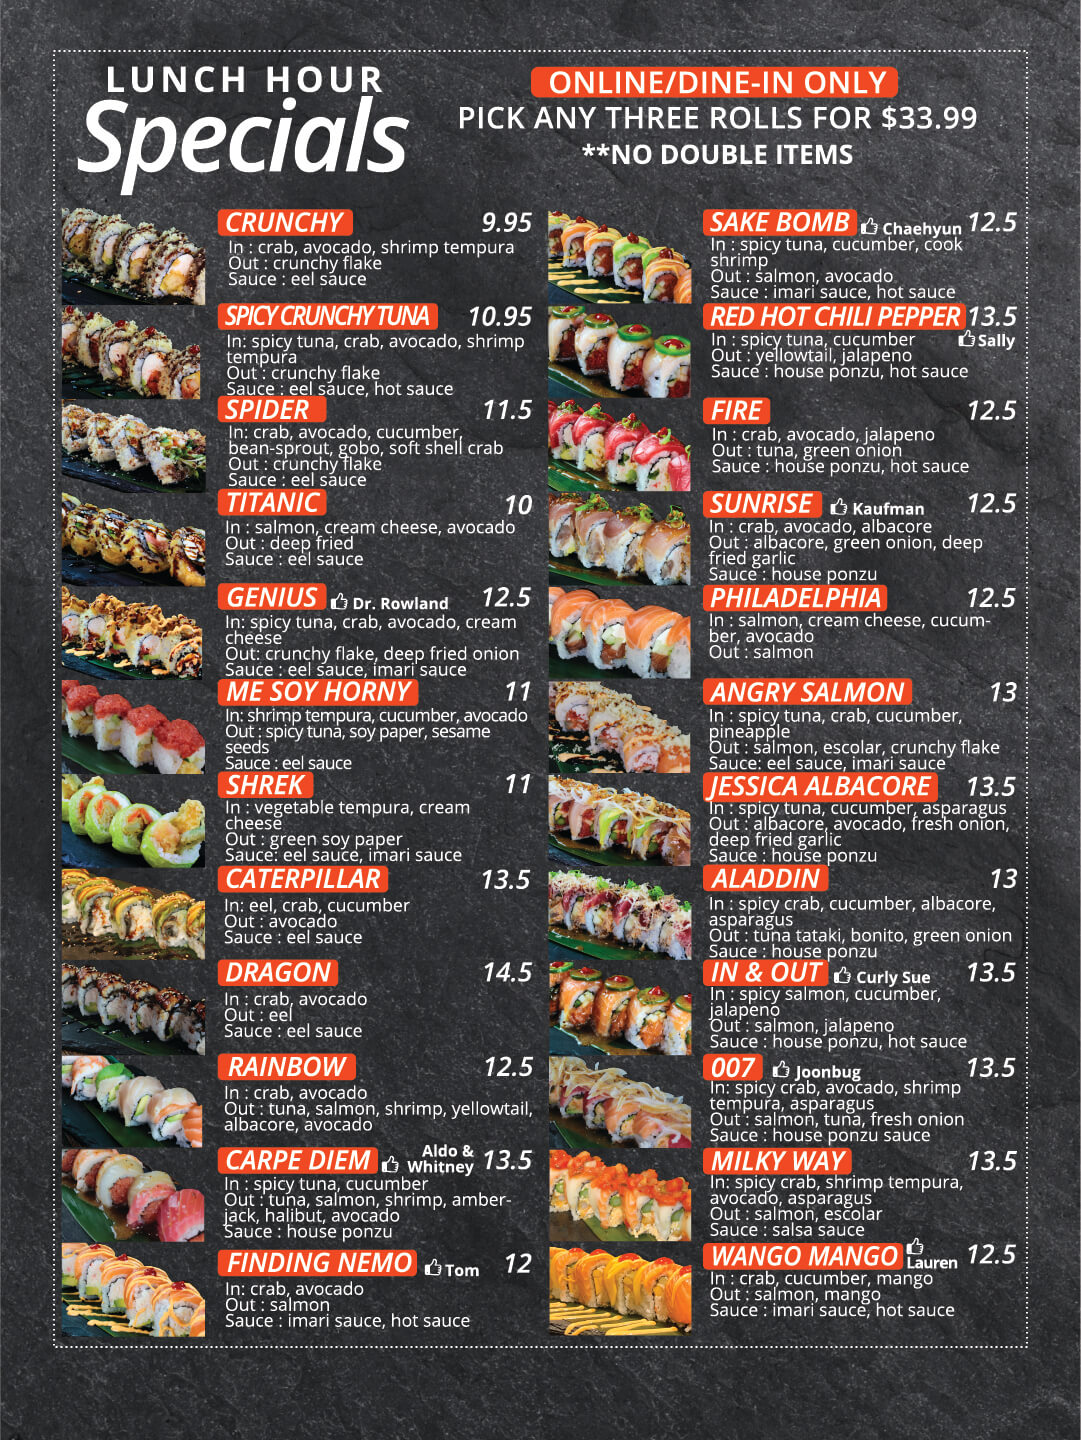 LUNCH HOUR
Specials
ONLINE/DINE-IN ONLY
PICK ANY THREE ROLLS FOR $33.99
**NO DOUBLE ITEMS
CRUNCHY 9.95
In : crab, avocado, shrimp tempura
Out : crunchy flake
Sauce : eel sauce
SPICY CRUNCHY TUNA 10.95
In: spicy tuna, crab, avocado, shrimp
tempura
Out : crunchy flake
Sauce : eel sauce, hot sauce
SPIDER 11.5
In: crab, avocado, cucumber,
bean-sprout, gobo, soft shell crab
Out : crunchy flake
Sauce : eel sauce
TITANIC 10
In : salmon, cream cheese, avocado
Out : deep fried
Sauce : eel sauce
GENIUS Dr. Rowland 12.5
In: spicy tuna, crab, avocado, cream
cheese
Out: crunchy flake, deep fried onion
Sauce : eel sauce, imari sauce
ME SOY HORNY 11
In: shrimp tempura, cucumber, avocado
Out : spicy tuna, soy paper, sesame
seeds
Sauce : eel sauce
SHREK 11
In : vegetable tempura, cream
cheese
Out : green soy paper
Sauce: eel sauce, imari sauce
CATERPILLAR 13.5
In: eel, crab, cucumber
Out : avocado
Sauce : eel sauce
DRAGON 14.5
In : crab, avocado
Out : eel
Sauce : eel sauce
RAINBOW 12.5
In : crab, avocado
Out : tuna, salmon, shrimp, yellowtail,
albacore, avocado
CARPE DIEM Aldo &
Whitney 13.5
In : spicy tuna, cucumber
Out : tuna, salmon, shrimp, amber-
jack, halibut, avocado
Sauce : house ponzu
FINDING NEMO Tom 12
In: crab, avocado
Out : salmon
Sauce : imari sauce, hot sauce
SAKE BOMB Chaehyun 12.5
In : spicy tuna, cucumber, cook
shrimp
Out : salmon, avocado
Sauce : imari sauce, hot sauce
RED HOT CHILI PEPPER 13.5
In : spicy tuna, cucumber Sally
Out : yellowtail, jalapeno
Sauce : house ponzu, hot sauce
FIRE 12.5
In : crab, avocado, jalapeno
Out : tuna, green onion
Sauce : house ponzu, hot sauce
SUNRISE Kaufman 12.5
In : crab, avocado, albacore
Out : albacore, green onion, deep
fried garlic
Sauce : house ponzu
PHILADELPHIA 12.5
In : salmon, cream cheese, cucum-
ber, avocado
Out : salmon
ANGRY SALMON 13
In : spicy tuna, crab, cucumber,
pineapple
Out : salmon, escolar, crunchy flake
Sauce: eel sauce, imari sauce
JESSICA ALBACORE 13.5
In : spicy tuna, cucumber, asparagus
Out : albacore, avocado, fresh onion,
deep fried garlic
Sauce : house ponzu
ALADDIN 13
In : spicy crab, cucumber, albacore,
asparagus
Out : tuna tataki, bonito, green onion
Sauce : house ponzu
IN & OUT Curly Sue 13.5
In : spicy salmon, cucumber,
jalapeno
Out : salmon, jalapeno
Sauce : house ponzu, hot sauce
007 Joonbug 13.5
In: spicy crab, avocado, shrimp
tempura, asparagus
Out : salmon, tuna, fresh onion
Sauce : house ponzu sauce
MILKY WAY 13.5
In: spicy crab, shrimp tempura,
avocado, asparagus
Out : salmon, escolar
Sauce : salsa sauce
WANGO MANGO Lauren 12.5
In : crab, cucumber, mango
Out : salmon, mango
Sauce : imari sauce, hot sauce